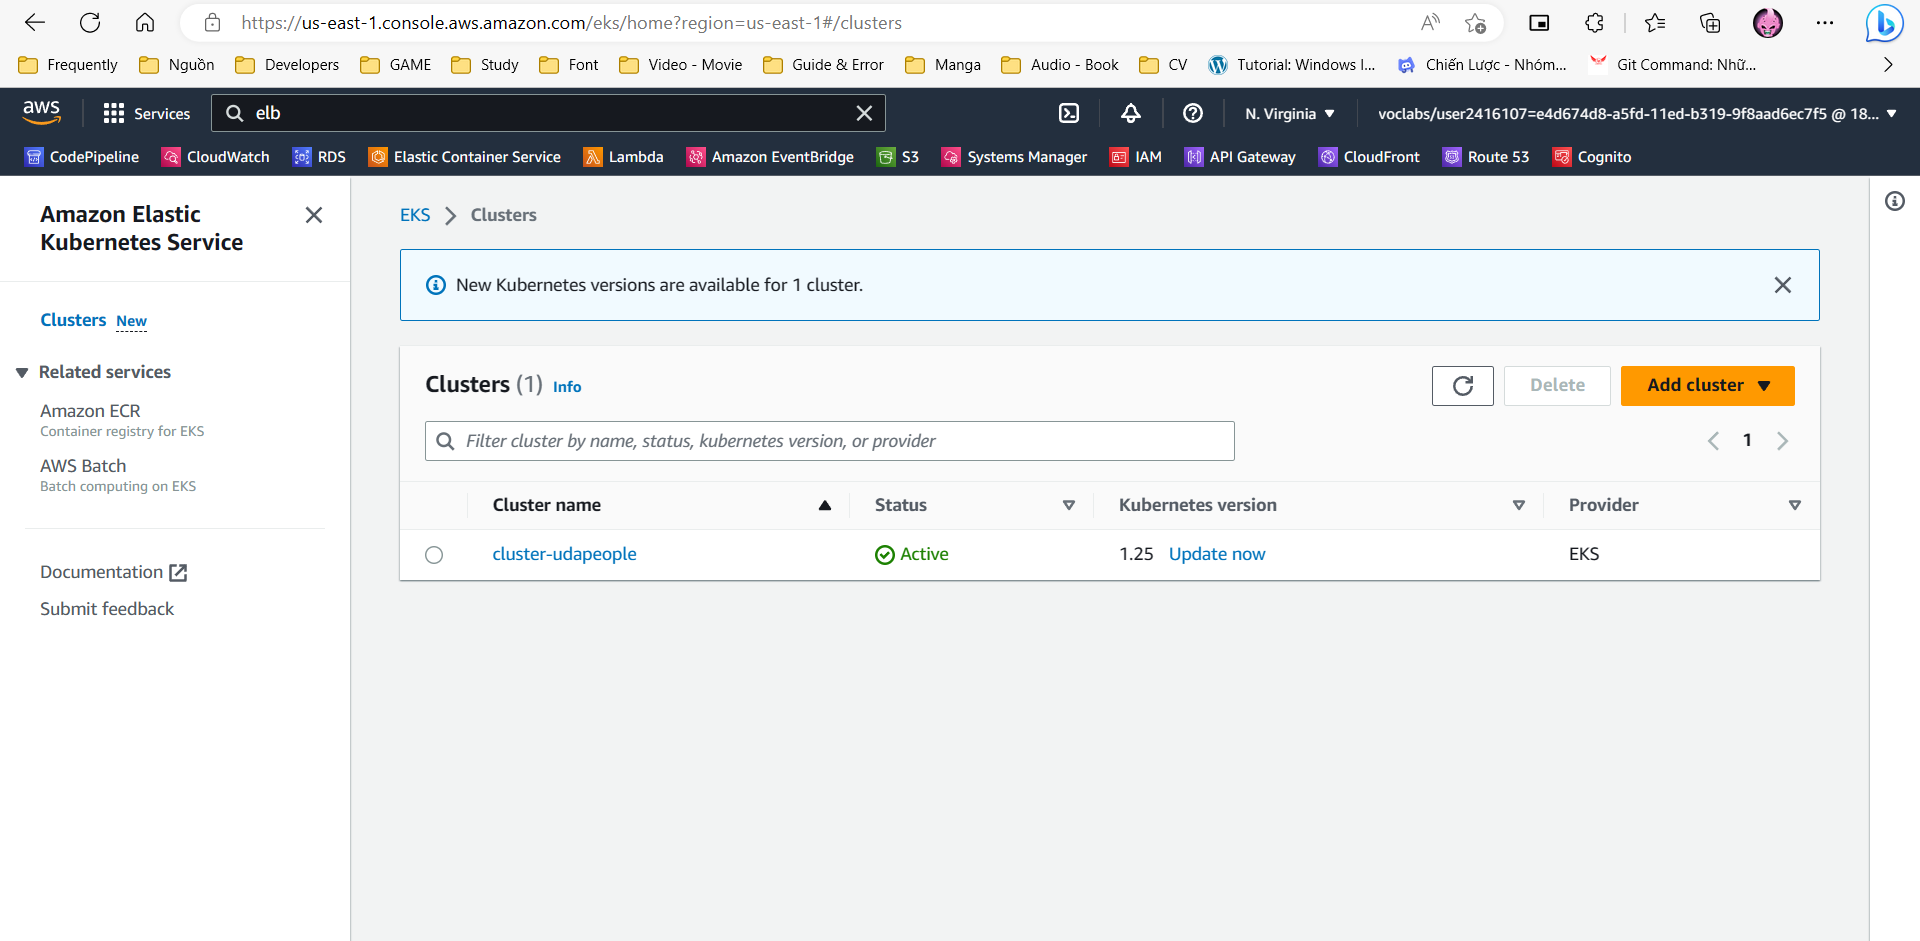 https://us-east-1.console.aws.amazon.com/eks/home?region=us-east-1#/clusters
Frequently Nguồn Developers GAME Study Font Video - Movie Guide & Error Manga Audio - Book CV Tutorial: Windows I... Chiến Lược - Nhóm... Git Command: Nhữ...
aws Services elb N. Virginia voclabs/user2416107=e4d674d8-a5fd-11ed-b319-9f8aad6ec7f5 @ 18...
CodePipeline CloudWatch RDS Elastic Container Service Lambda Amazon EventBridge S3 Systems Manager IAM API Gateway CloudFront Route 53 Cognito
Amazon Elastic
Kubernetes Service
Clusters New
Related services
Amazon ECR
Container registry for EKS
AWS Batch
Batch computing on EKS
Documentation
Submit feedback
EKS Clusters
New Kubernetes versions are available for 1 cluster.
Clusters (1) Info
Delete Add cluster
Filter cluster by name, status, kubernetes version, or provider
1
Cluster name Status Kubernetes version Provider
cluster-udapeople Active 1.25 Update now EKS